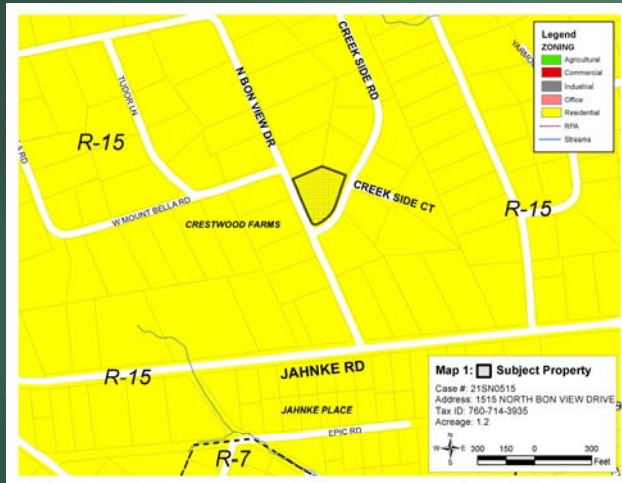 Legend
ZONING
Agricultural
Commercial
Industrial
Office
Residential
RPA
Streams
TUDOR LN
N BON VIEW DR
CREEK SIDE RD
R-15
W MOUNT BELLA RD
CRESTWOOD FARMS
CREEK SIDE CT
R-15
R-15
JAHNKE RD
JAHNKE PLACE
EPIC RD
R-7
Map 1: Subject Property
Case #: 21SN0515
Address: 1515 NORTH BON VIEW DRIVE
Tax ID: 760-714-3935
Acreage: 1.2
N
W E
S
300 150 0 300
Feet